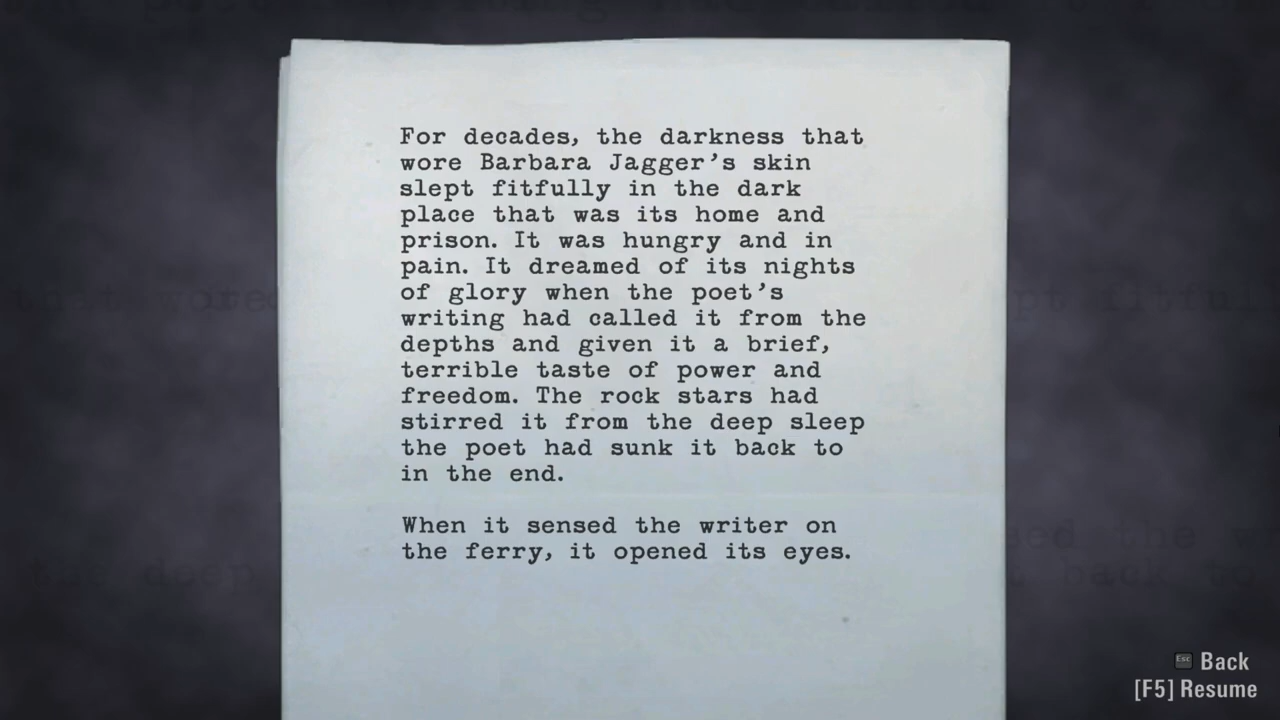 For decades, the darkness that
wore Barbara Jagger's skin
slept fitfully in the dark
place that was its home and
prison. It was hungry and in
pain. It dreamed of its nights
of glory when the poet's
writing had called it from the
depths and given it a brief,
terrible taste of power and
freedom. The rock stars had
stirred it from the deep sleep
the poet had sunk it back to
in the end.
When it sensed the writer on
the ferry, it opened its eyes.
Esc Back
[F5] Resume